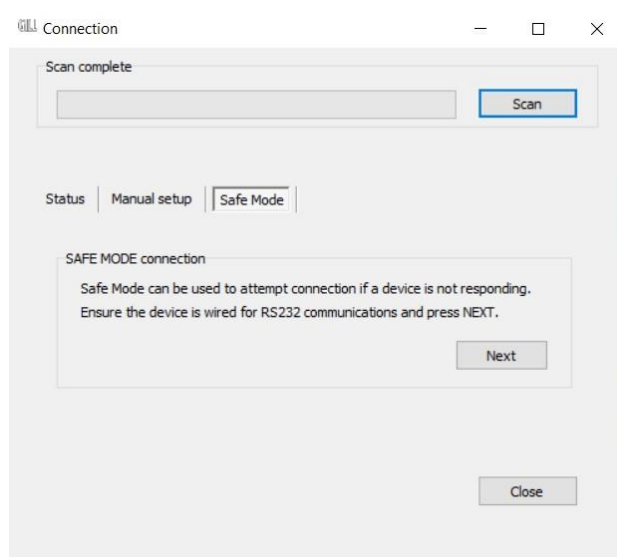 GILL Connection
Scan complete
Scan
Status Manual setup Safe Mode
SAFE MODE connection
Safe Mode can be used to attempt connection if a device is not responding.
Ensure the device is wired for RS232 communications and press NEXT.
Next
Close